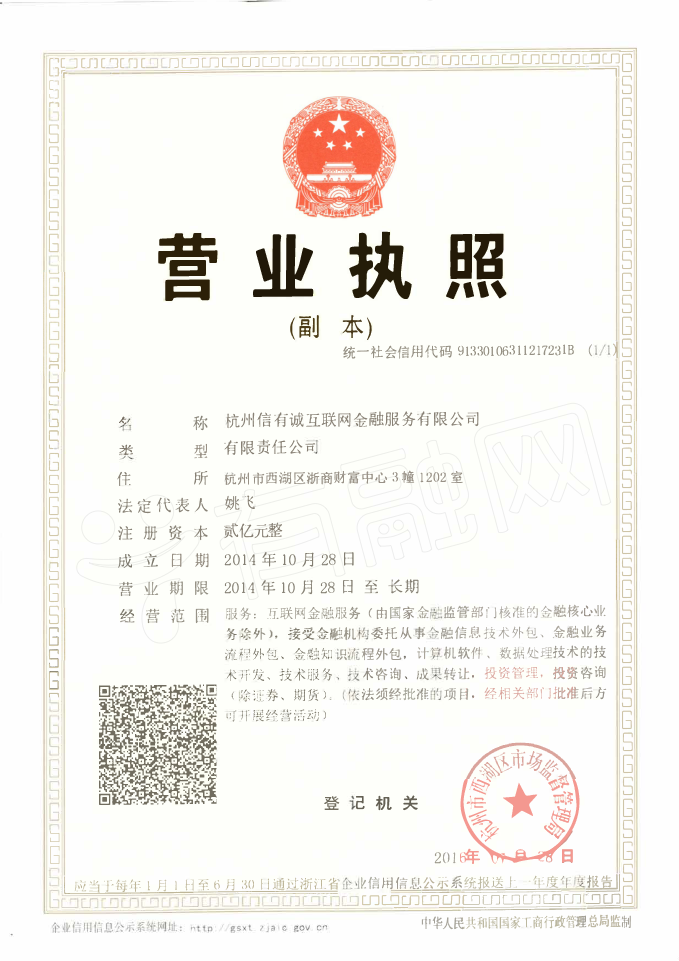 营业执照
(副 本)
统一社会信用代码 91330106311217231B (1/1)
名 称 杭州信有诚互联网金融服务有限公司
类 型 有限责任公司
住 所 杭州市西湖区浙商财富中心3幢1202室
法定代表人 姚飞
注册资本 贰亿元整
成立日期 2014年10月28日
营业期限 2014年10月28日 至 长期
经营范围 服务：互联网金融服务（由国家金融监管部门核准的金融核心业
务除外），接受金融机构委托从事金融信息技术外包、金融业务
流程外包、金融知识流程外包，计算机软件、数据处理技术的技
术开发、技术服务、技术咨询、成果转让，投资管理，投资咨询
（除证券、期货）。（依法须经批准的项目，经相关部门批准后方
可开展经营活动）
登记机关
杭州市西湖区市场监督管理局
2016年 月28日
应当于每年1月1日至6月30日通过浙江省企业信用信息公示系统报送上一年度年度报告
企业信用信息公示系统网址：http://gsxt.zjaic.gov.cn
中华人民共和国国家工商行政管理总局监制
有融网